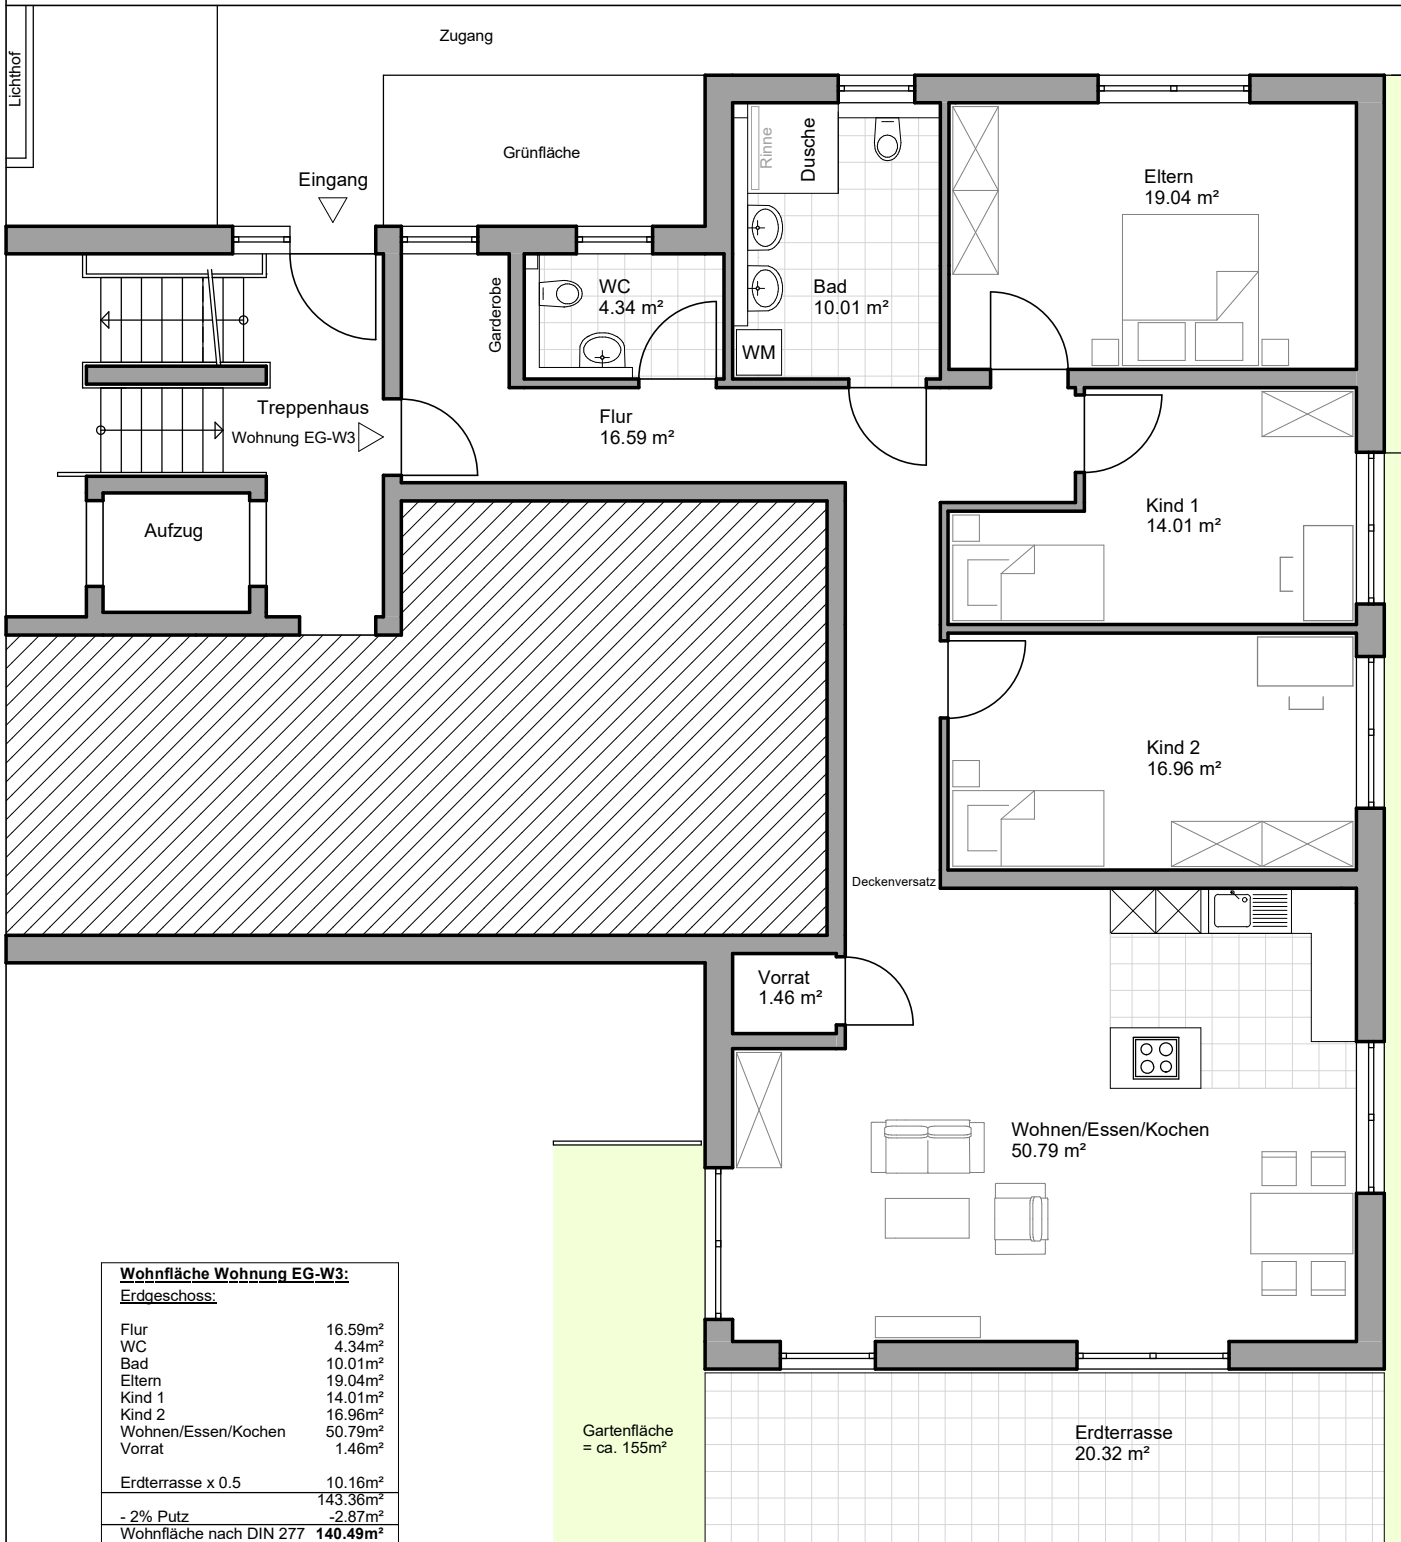 Zugang
Lichthof
Grünfläche
Eingang
Rinne
Dusche
Eltern
19.04 m²
Garderobe
WC
4.34 m²
Bad
10.01 m²
WM
Treppenhaus
Wohnung EG-W3
Flur
16.59 m²
Kind 1
14.01 m²
Aufzug
Kind 2
16.96 m²
Deckenversatz
Vorrat
1.46 m²
Wohnen/Essen/Kochen
50.79 m²
Wohnfläche Wohnung EG-W3:
Erdgeschoss:
Flur 16.59m²
WC 4.34m²
Bad 10.01m²
Eltern 19.04m²
Kind 1 14.01m²
Kind 2 16.96m²
Wohnen/Essen/Kochen 50.79m²
Vorrat 1.46m²
Erdterrasse x 0.5 10.16m²
143.36m²
- 2% Putz -2.87m²
Wohnfläche nach DIN 277 140.49m²
Gartenfläche
= ca. 155m²
Erdterrasse
20.32 m²